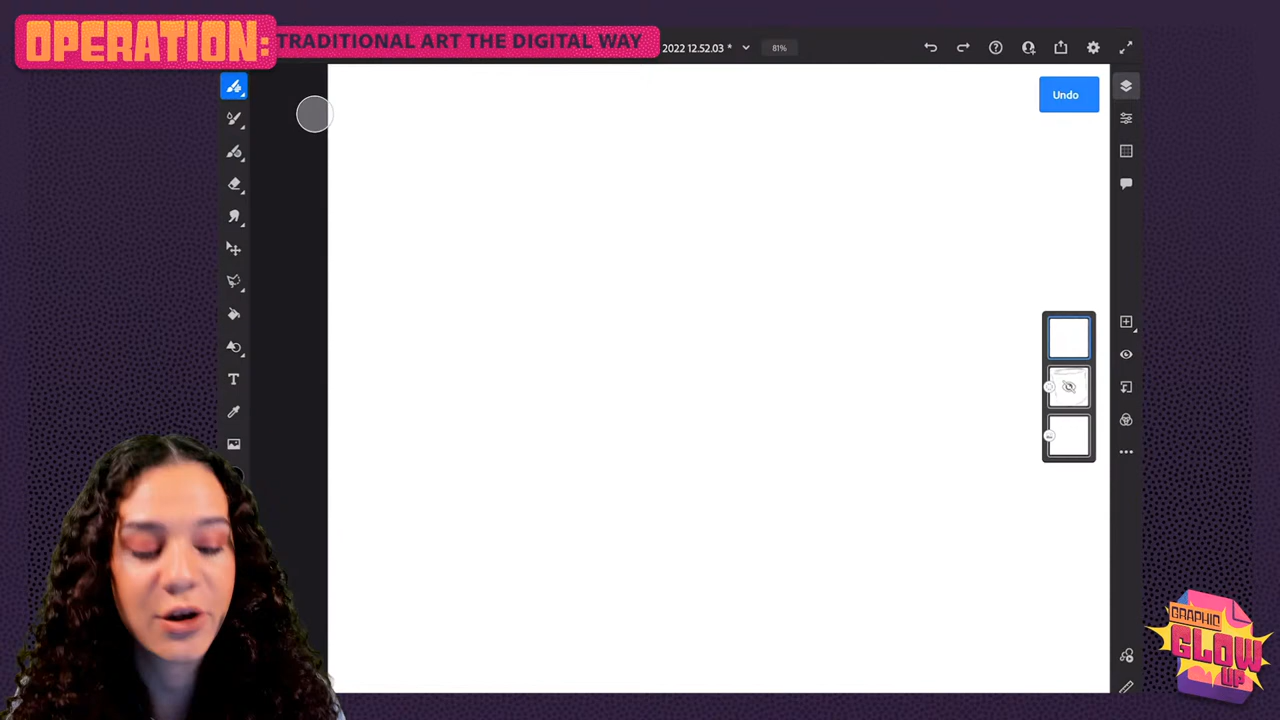 OPERATION:
TRADITIONAL ART THE DIGITAL WAY
2022 12.52.03 *
81%
Undo
T
GRAPHIC
GLOW
UP